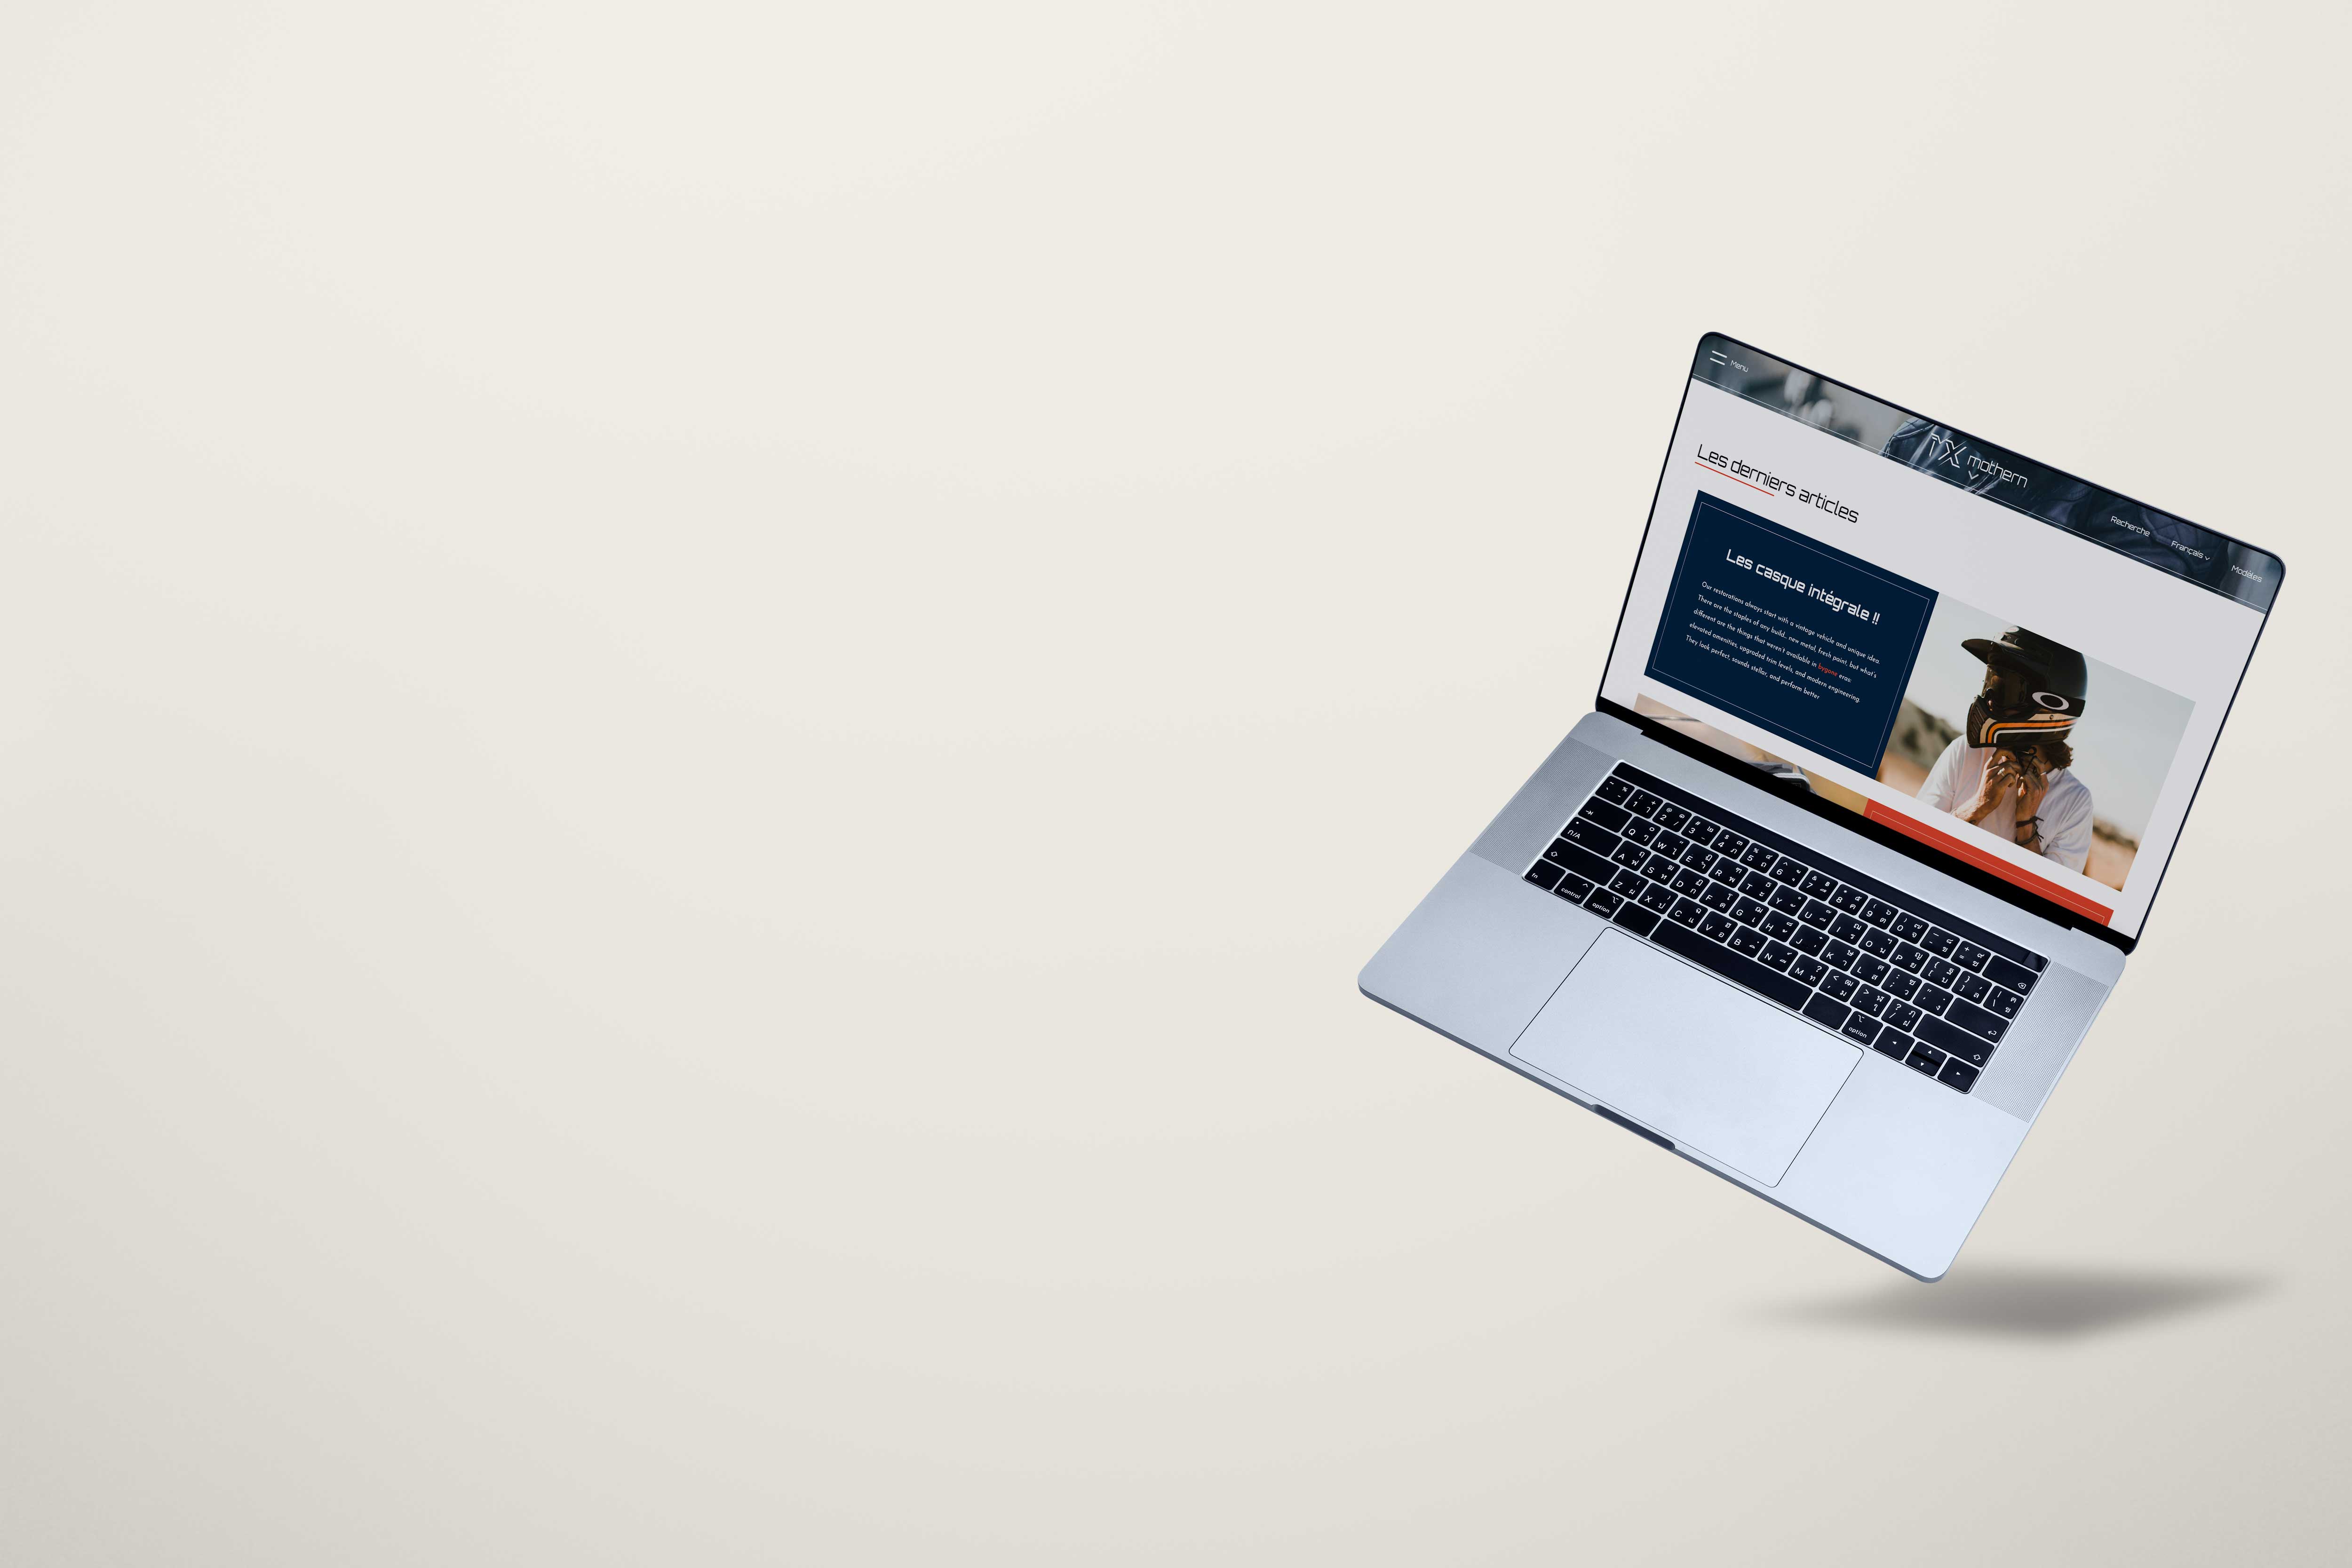 Menu
MX mothern
Recherche
Français
Modèles
Les derniers articles
Les casque intégrale !!
Our restorations always start with a vintage vehicle and unique idea.
There are the staples of any build... new metal, fresh paint, but what's
different are the things that weren't available in bygone eras:
elevated amenities, upgraded trim levels, and modern engineering.
They look perfect, sounds stellar, and perform better
Q W E R T Y U I O P
A S D F G H J K L
Z X C V B N M
fn control option option